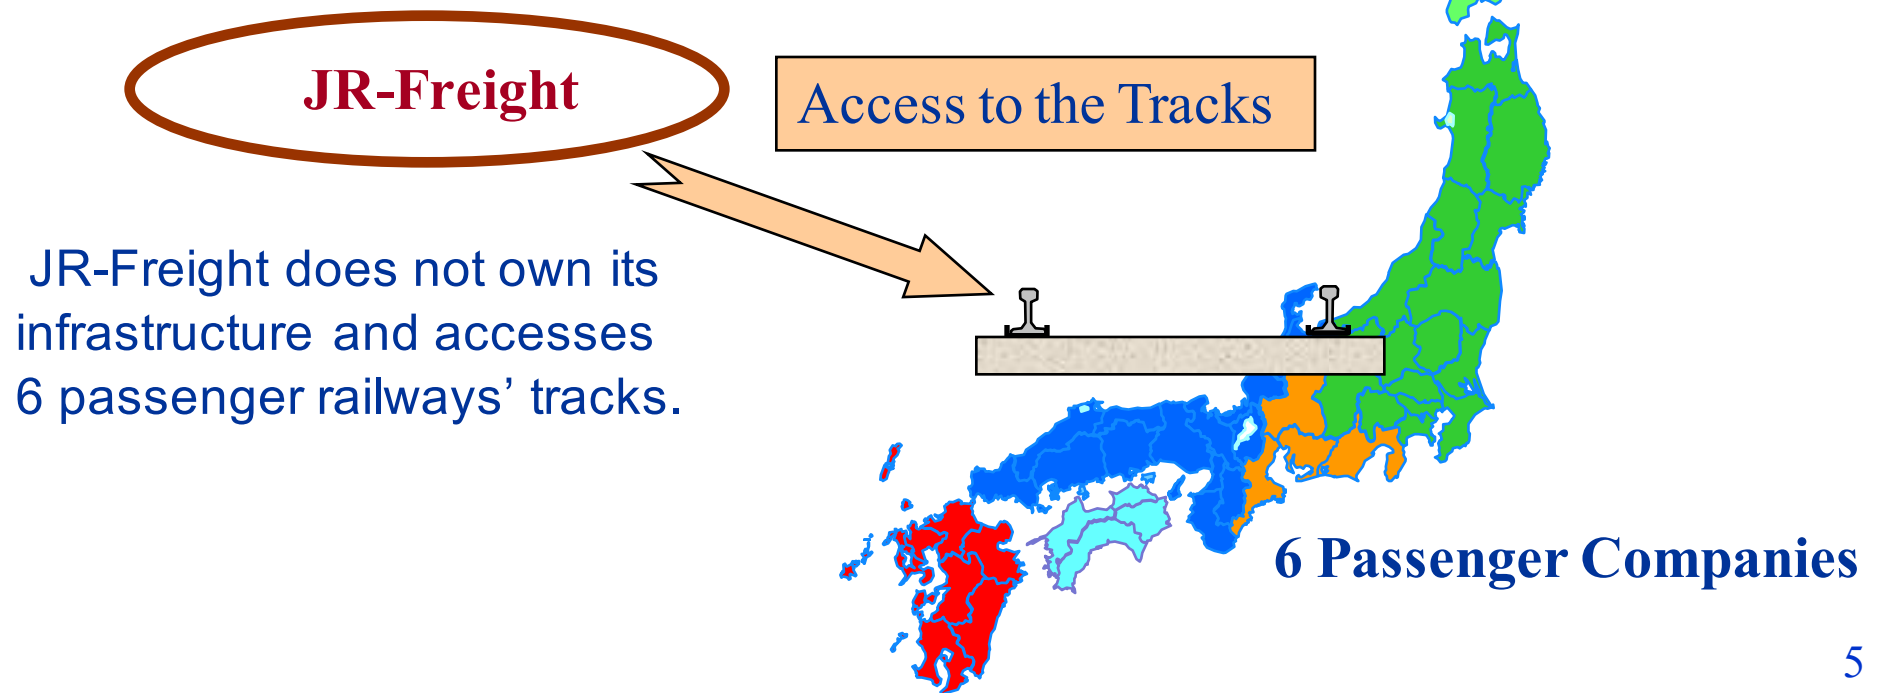 JR-Freight
Access to the Tracks
JR-Freight does not own its
infrastructure and accesses
6 passenger railways’ tracks.
6 Passenger Companies
5